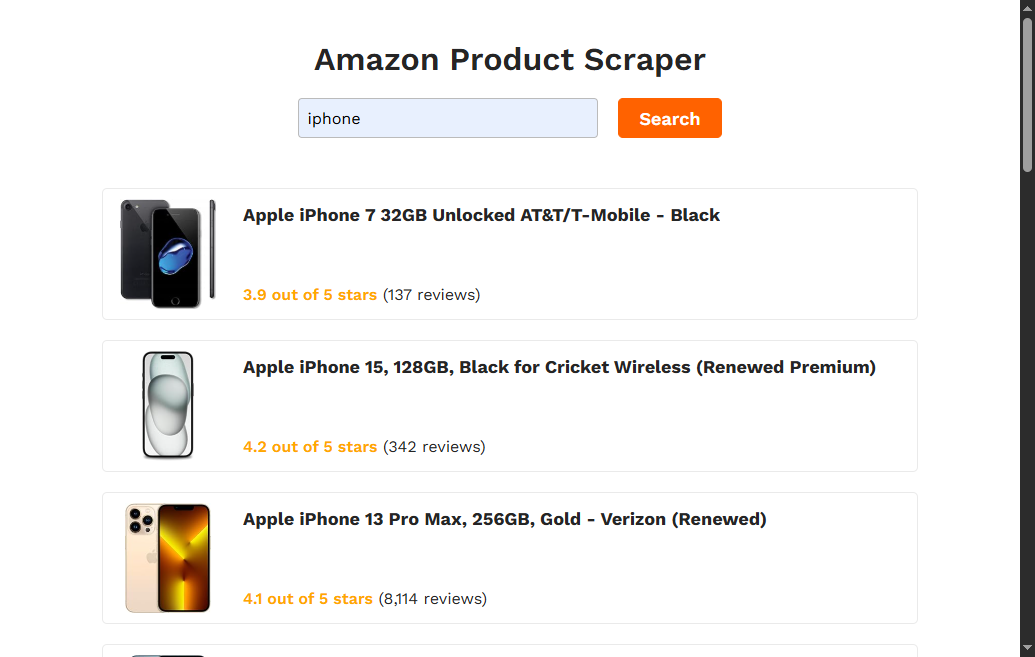 Amazon Product Scraper
iphone
Search
Apple iPhone 7 32GB Unlocked AT&T/T-Mobile - Black
3.9 out of 5 stars (137 reviews)
Apple iPhone 15, 128GB, Black for Cricket Wireless (Renewed Premium)
4.2 out of 5 stars (342 reviews)
Apple iPhone 13 Pro Max, 256GB, Gold - Verizon (Renewed)
4.1 out of 5 stars (8,114 reviews)